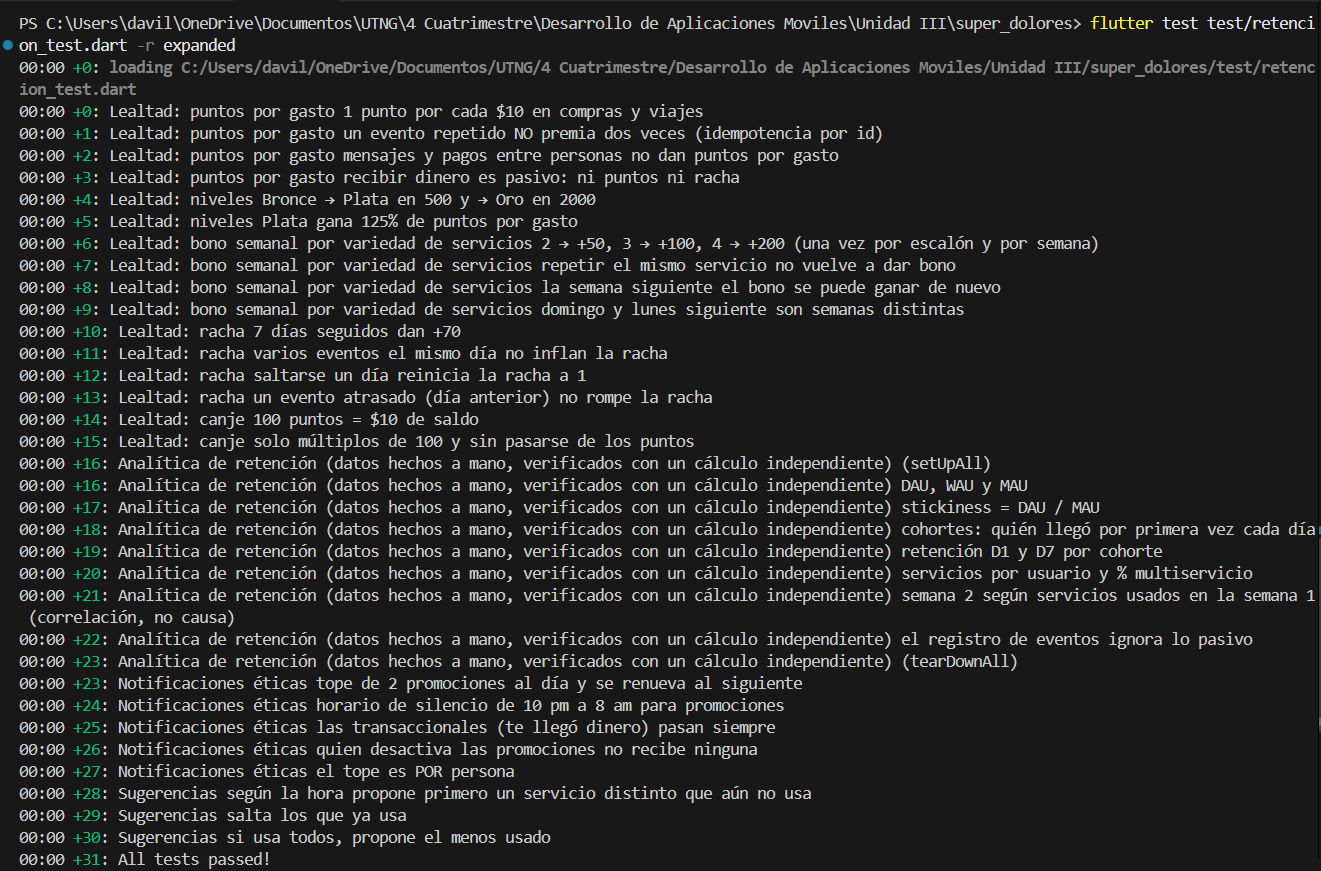 PS C:\Users\davil\OneDrive\Documentos\UTNG\4 Cuatrimestre\Desarrollo de Aplicaciones Moviles\Unidad III\super_dolores> flutter test test/retenci
on_test.dart -r expanded
00:00 +0: loading C:/Users/davil/OneDrive/Documentos/UTNG/4 Cuatrimestre/Desarrollo de Aplicaciones Moviles/Unidad III/super_dolores/test/retenc
ion_test.dart
00:00 +0: Lealtad: puntos por gasto 1 punto por cada $10 en compras y viajes
00:00 +1: Lealtad: puntos por gasto un evento repetido NO premia dos veces (idempotencia por id)
00:00 +2: Lealtad: puntos por gasto mensajes y pagos entre personas no dan puntos por gasto
00:00 +3: Lealtad: puntos por gasto recibir dinero es pasivo: ni puntos ni racha
00:00 +4: Lealtad: niveles Bronce → Plata en 500 y → Oro en 2000
00:00 +5: Lealtad: niveles Plata gana 125% de puntos por gasto
00:00 +6: Lealtad: bono semanal por variedad de servicios 2 → +50, 3 → +100, 4 → +200 (una vez por escalón y por semana)
00:00 +7: Lealtad: bono semanal por variedad de servicios repetir el mismo servicio no vuelve a dar bono
00:00 +8: Lealtad: bono semanal por variedad de servicios la semana siguiente el bono se puede ganar de nuevo
00:00 +9: Lealtad: bono semanal por variedad de servicios domingo y lunes siguiente son semanas distintas
00:00 +10: Lealtad: racha 7 días seguidos dan +70
00:00 +11: Lealtad: racha varios eventos el mismo día no inflan la racha
00:00 +12: Lealtad: racha saltarse un día reinicia la racha a 1
00:00 +13: Lealtad: racha un evento atrasado (día anterior) no rompe la racha
00:00 +14: Lealtad: canje 100 puntos = $10 de saldo
00:00 +15: Lealtad: canje solo múltiplos de 100 y sin pasarse de los puntos
00:00 +16: Analítica de retención (datos hechos a mano, verificados con un cálculo independiente) (setUpAll)
00:00 +16: Analítica de retención (datos hechos a mano, verificados con un cálculo independiente) DAU, WAU y MAU
00:00 +17: Analítica de retención (datos hechos a mano, verificados con un cálculo independiente) stickiness = DAU / MAU
00:00 +18: Analítica de retención (datos hechos a mano, verificados con un cálculo independiente) cohortes: quién llegó por primera vez cada día
00:00 +19: Analítica de retención (datos hechos a mano, verificados con un cálculo independiente) retención D1 y D7 por cohorte
00:00 +20: Analítica de retención (datos hechos a mano, verificados con un cálculo independiente) servicios por usuario y % multiservicio
00:00 +21: Analítica de retención (datos hechos a mano, verificados con un cálculo independiente) semana 2 según servicios usados en la semana 1
(correlación, no causa)
00:00 +22: Analítica de retención (datos hechos a mano, verificados con un cálculo independiente) el registro de eventos ignora lo pasivo
00:00 +23: Analítica de retención (datos hechos a mano, verificados con un cálculo independiente) (tearDownAll)
00:00 +23: Notificaciones éticas tope de 2 promociones al día y se renueva al siguiente
00:00 +24: Notificaciones éticas horario de silencio de 10 pm a 8 am para promociones
00:00 +25: Notificaciones éticas las transaccionales (te llegó dinero) pasan siempre
00:00 +26: Notificaciones éticas quien desactiva las promociones no recibe ninguna
00:00 +27: Notificaciones éticas el tope es POR persona
00:00 +28: Sugerencias según la hora propone primero un servicio distinto que aún no usa
00:00 +29: Sugerencias salta los que ya usa
00:00 +30: Sugerencias si usa todos, propone el menos usado
00:00 +31: All tests passed!